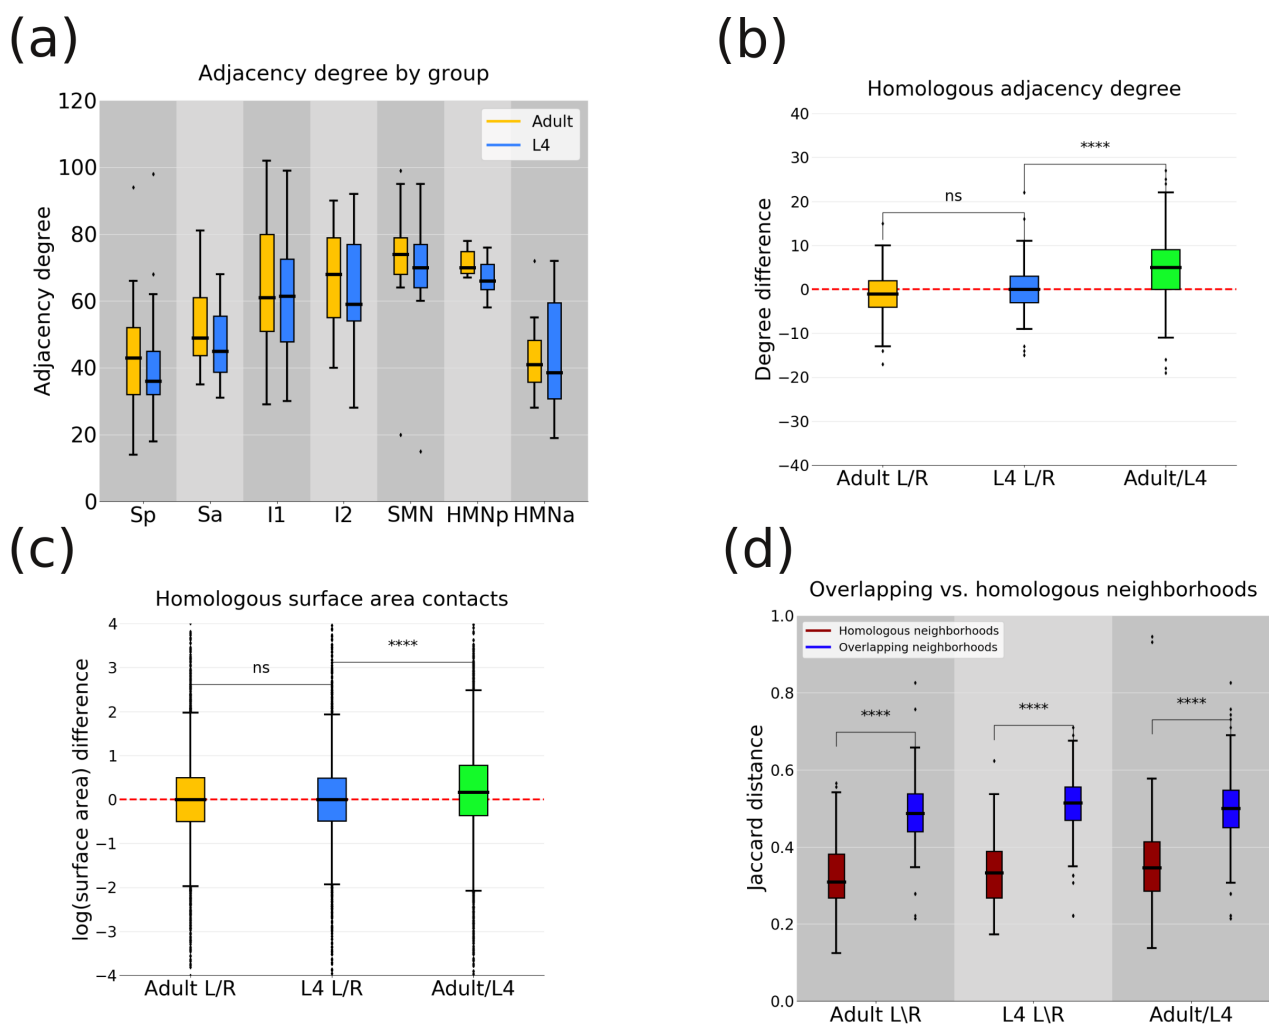 (a)
Adjacency degree by group
Adjacency degree
120
100
80
60
40
20
0
Adult
L4
Sp Sa I1 I2 SMN HMNp HMNa
(b)
Homologous adjacency degree
Degree difference
40
30
20
10
0
−10
−20
−30
−40
ns
****
Adult L/R L4 L/R Adult/L4
(c)
Homologous surface area contacts
log(surface area) difference
4
3
2
1
0
−1
−2
−3
−4
ns
****
Adult L/R L4 L/R Adult/L4
(d)
Overlapping vs. homologous neighborhoods
Jaccard distance
1.0
0.8
0.6
0.4
0.2
0.0
Homologous neighborhoods
Overlapping neighborhoods
****
****
****
Adult L\R L4 L\R Adult/L4